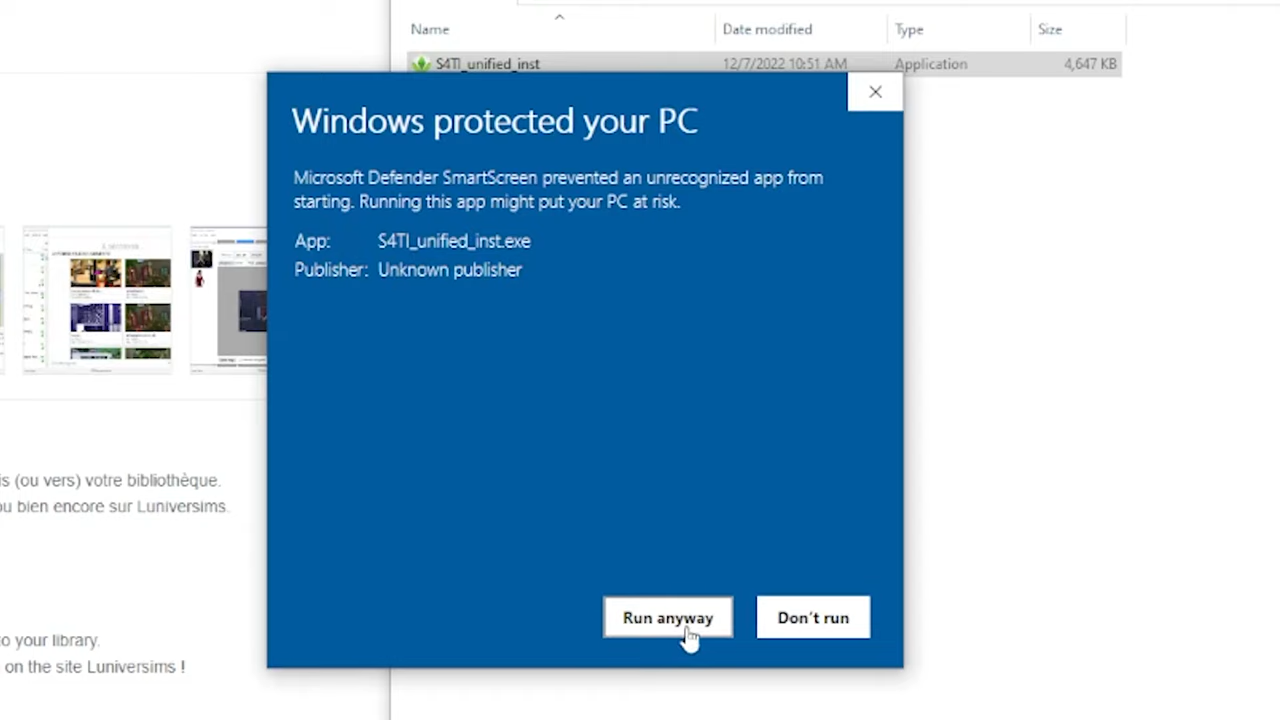 Name Date modified Type Size
S4TI_unified_inst 12/7/2022 10:51 AM Application 4,647 KB
Windows protected your PC
Microsoft Defender SmartScreen prevented an unrecognized app from
starting. Running this app might put your PC at risk.
App: S4TI_unified_inst.exe
Publisher: Unknown publisher
is (ou vers) votre bibliothèque.
ou bien encore sur Luniversims.
to your library.
on the site Luniversims !
Run anyway Don't run